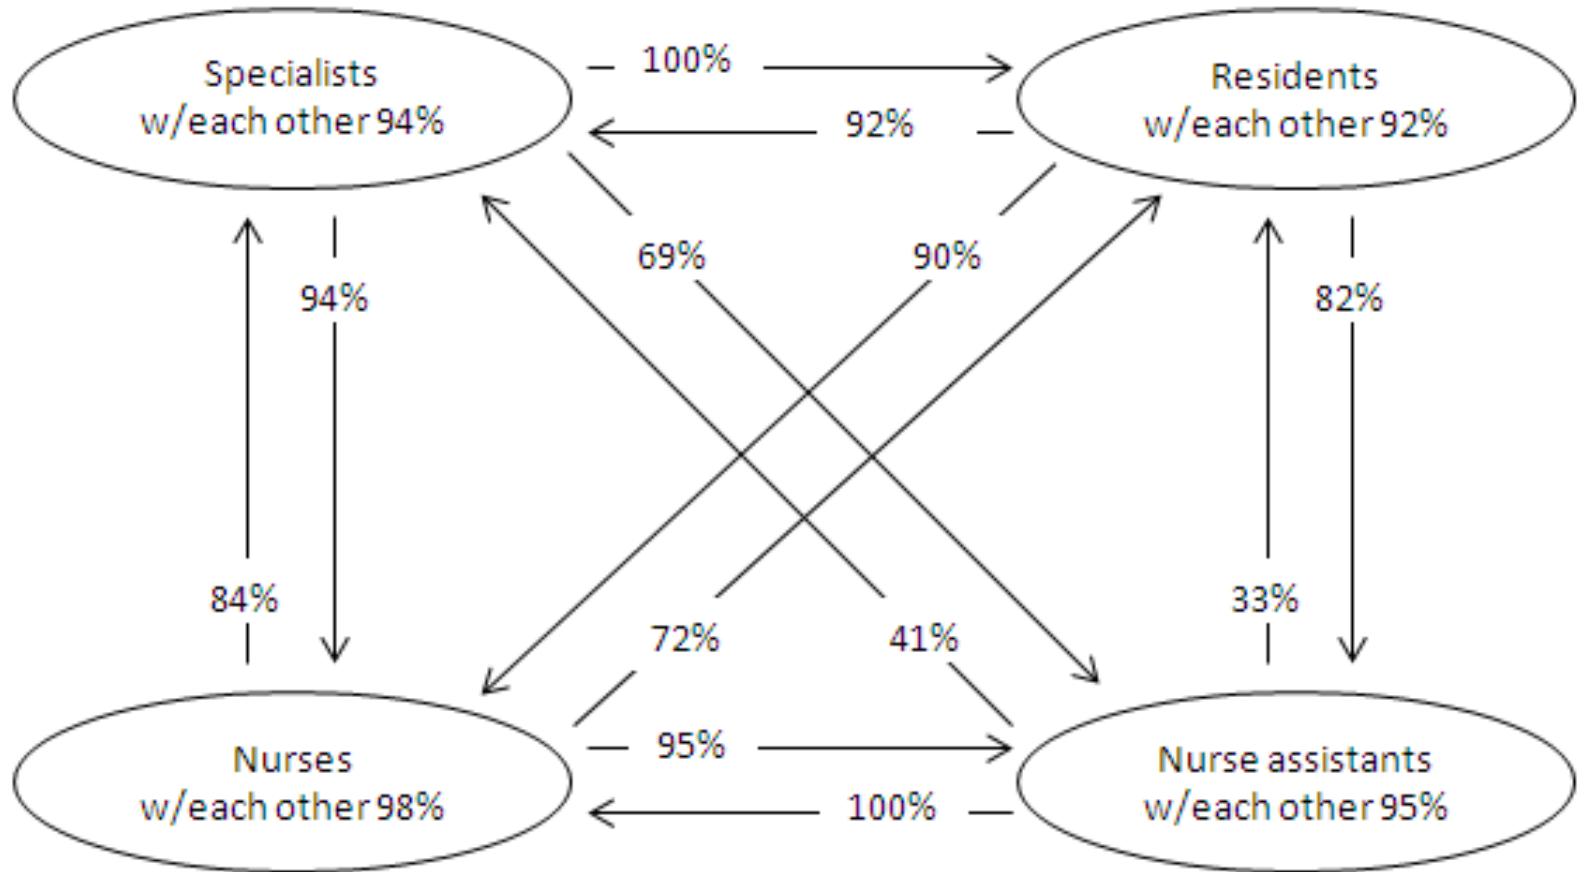 Specialists
w/each other 94%
100%
92%
Residents
w/each other 92%
69%
90%
94%
82%
84%
33%
72%
41%
Nurses
w/each other 98%
95%
100%
Nurse assistants
w/each other 95%